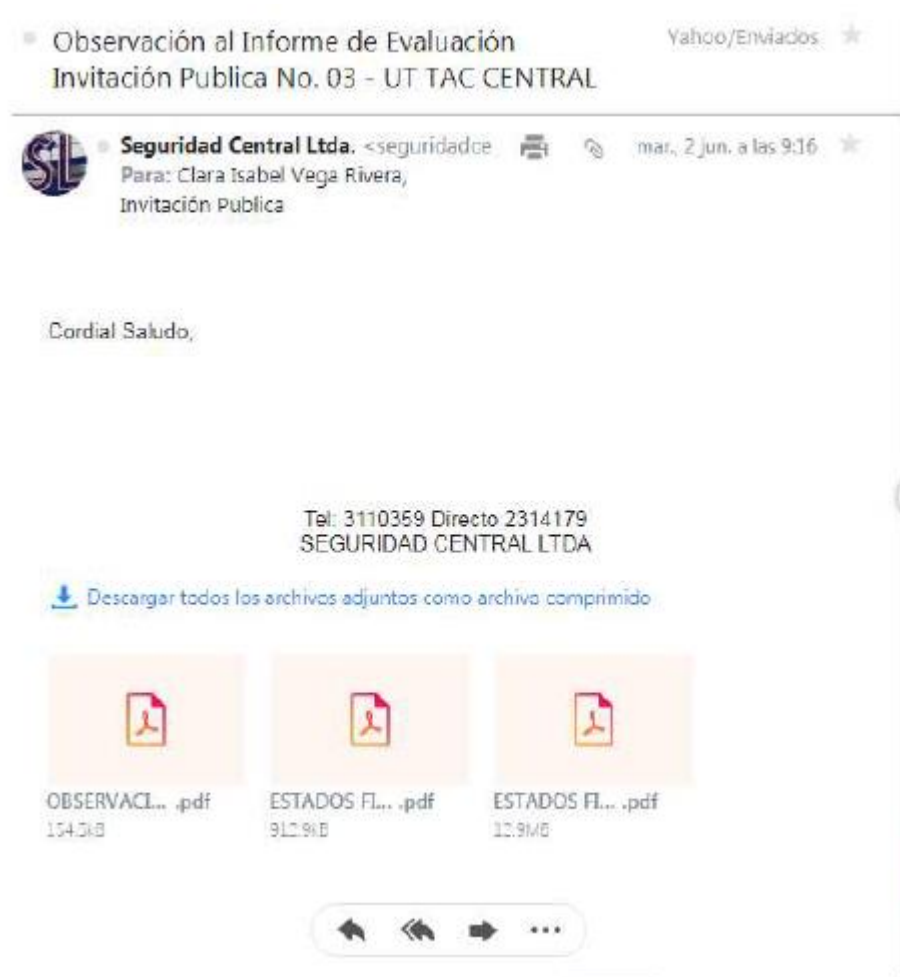 Observación al Informe de Evaluación
Invitación Publica No. 03 - UT TAC CENTRAL
Yahoo/Enviados
Seguridad Central Ltda. <seguridadce
mar., 2 jun. a las 9:16
Para: Clara Isabel Vega Rivera,
Invitación Publica
Cordial Saludo,
Tel: 3110359 Directo 2314179
SEGURIDAD CENTRAL LTDA
Descargar todos los archivos adjuntos como archivo comprimido
OBSERVACI... .pdf
154.5kB
ESTADOS FI... .pdf
912.9kB
ESTADOS FI... .pdf
12.9MB